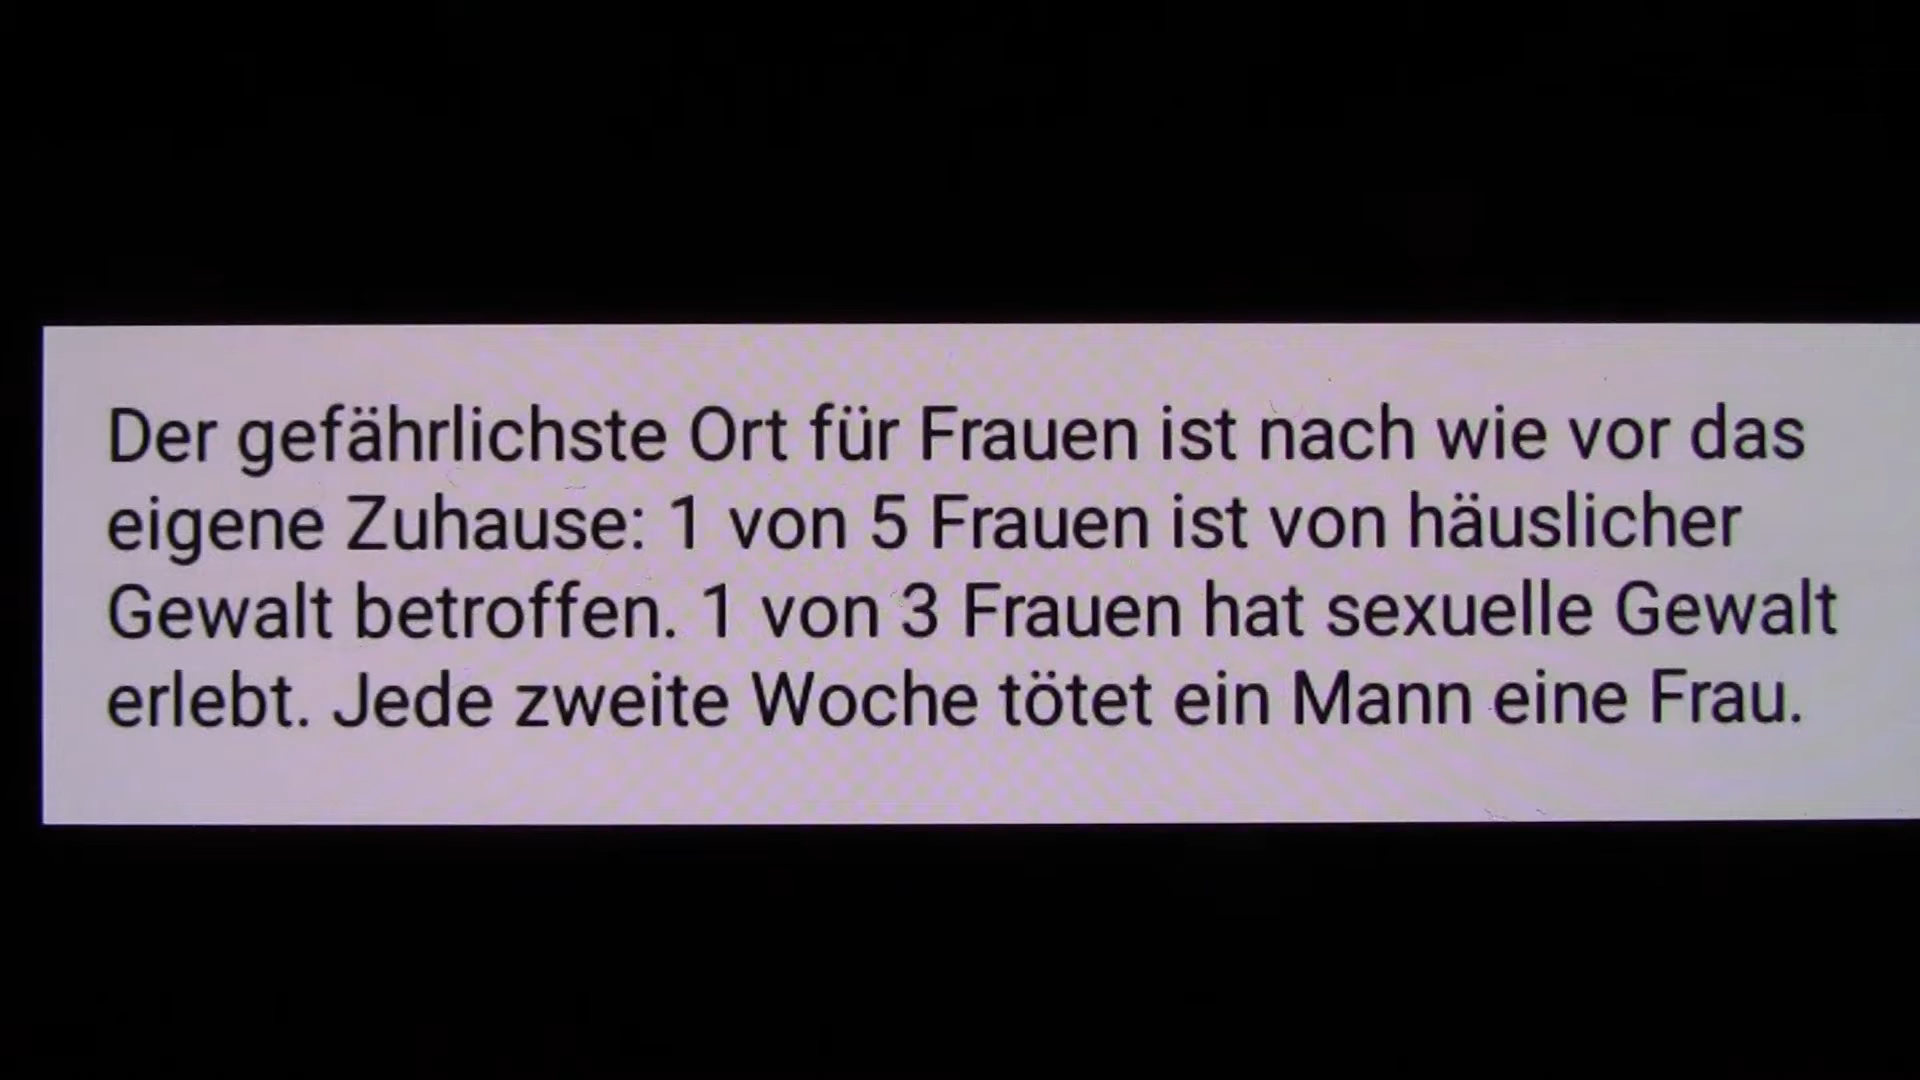 Der gefährlichste Ort für Frauen ist nach wie vor das
eigene Zuhause: 1 von 5 Frauen ist von häuslicher
Gewalt betroffen. 1 von 3 Frauen hat sexuelle Gewalt
erlebt. Jede zweite Woche tötet ein Mann eine Frau.